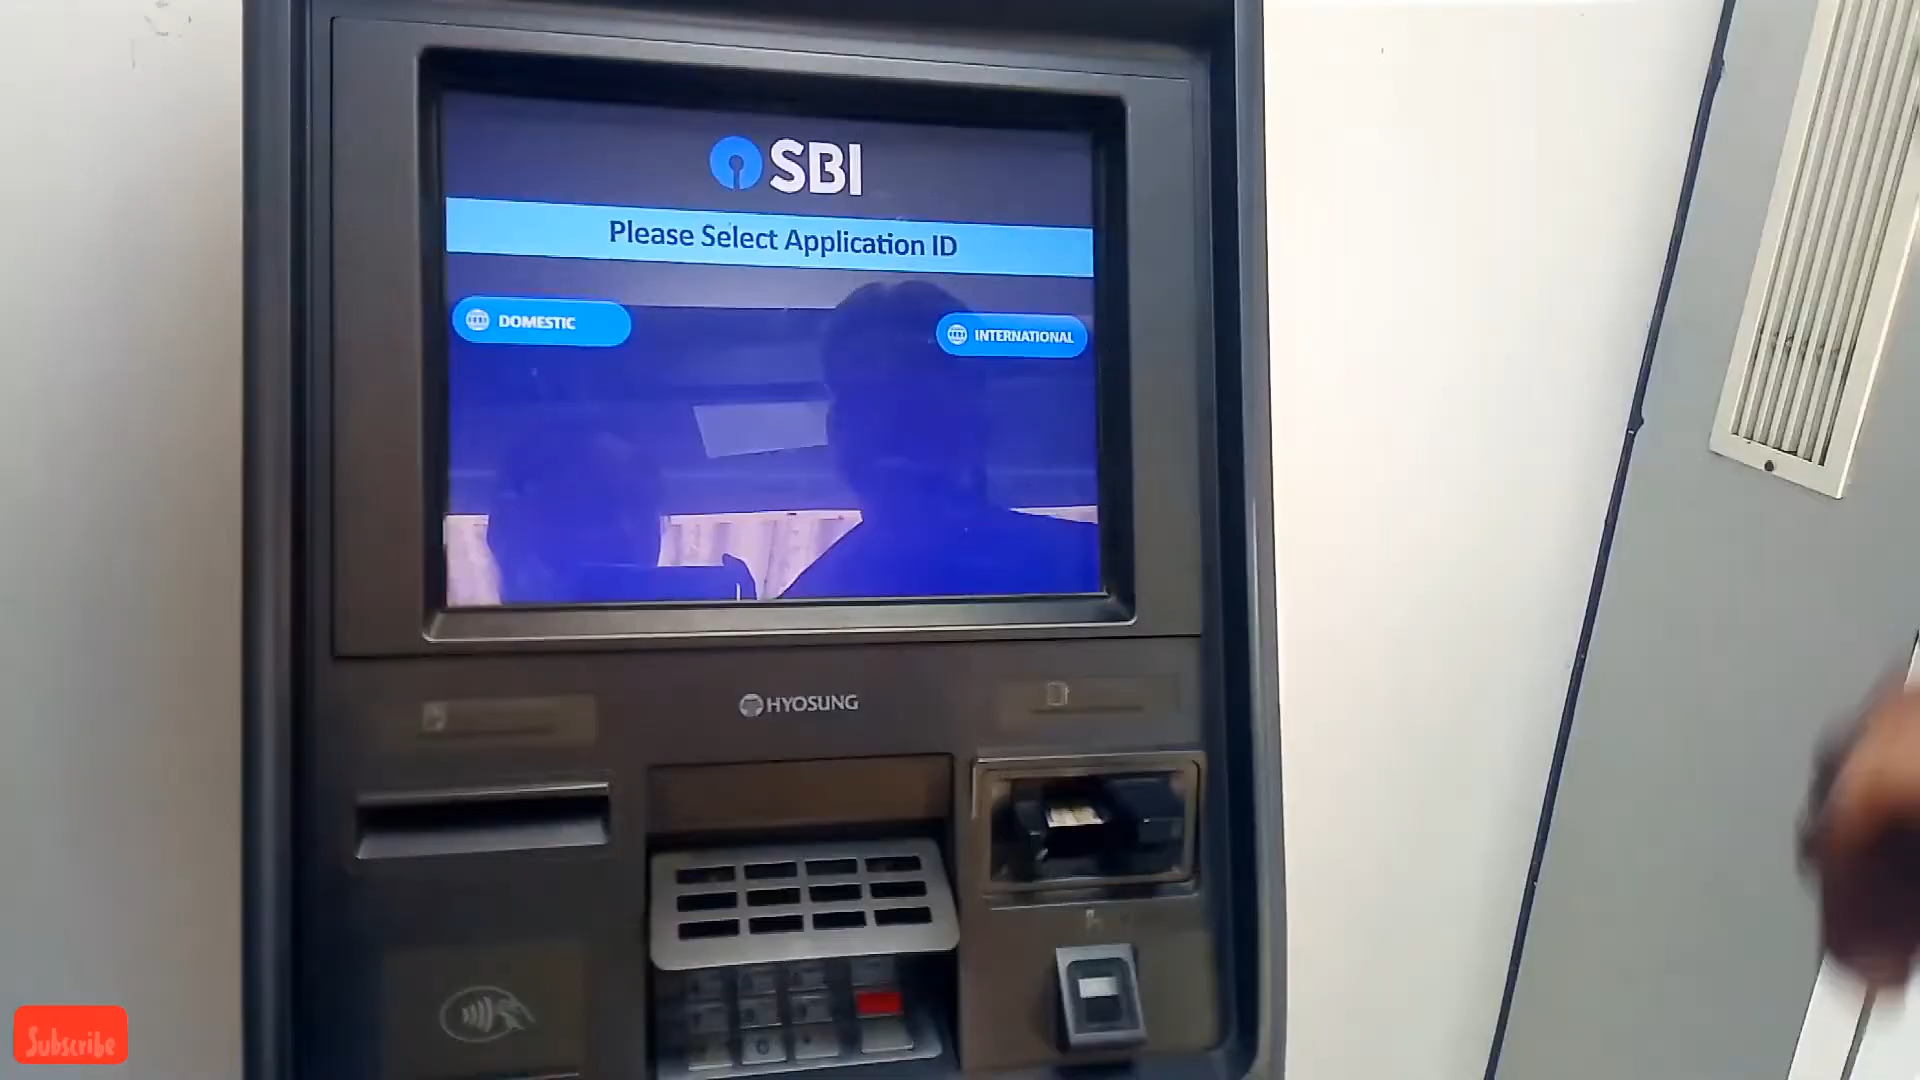 SBI
Please Select Application ID
DOMESTIC
INTERNATIONAL
HYOSUNG
Subscribe